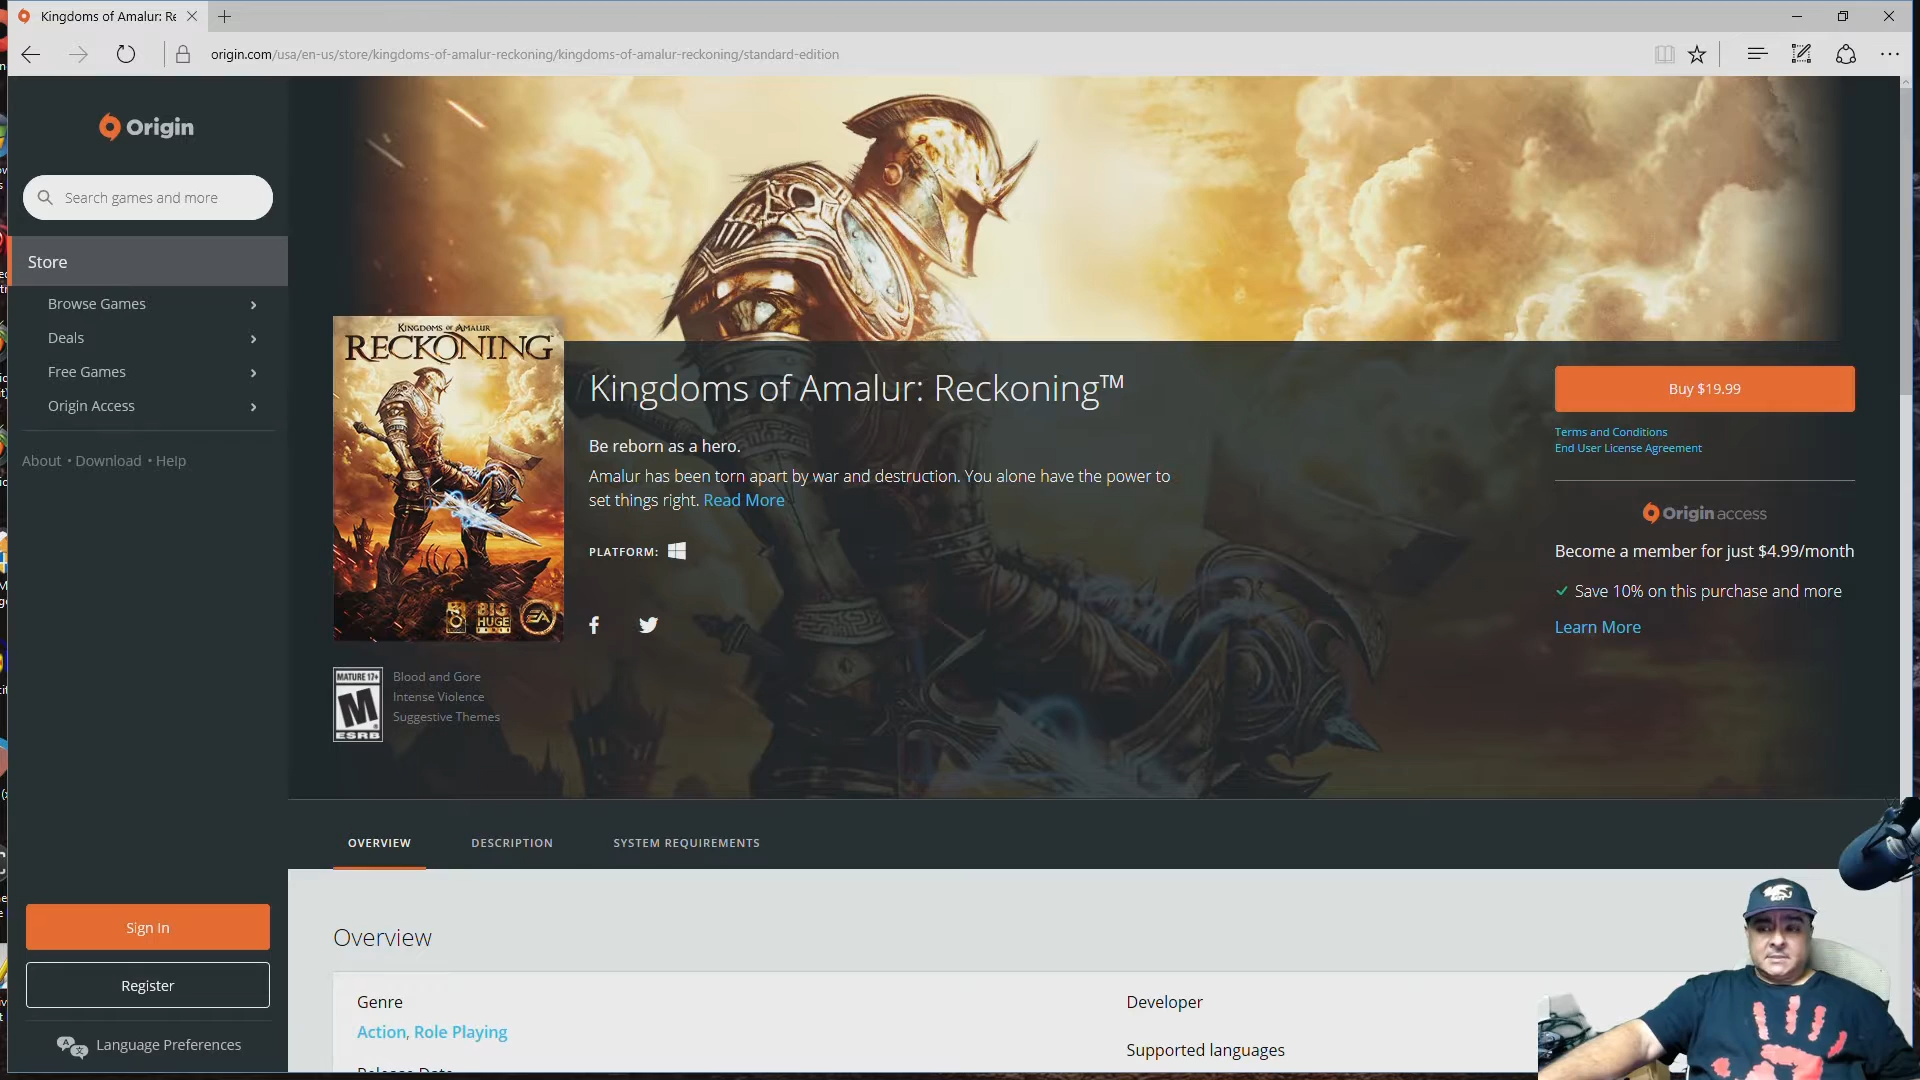 Kingdoms of Amalur: Re
origin.com/usa/en-us/store/kingdoms-of-amalur-reckoning/kingdoms-of-amalur-reckoning/standard-edition
Origin
Search games and more
Store
Browse Games
Deals
Free Games
Origin Access
About • Download • Help
Sign In
Register
Language Preferences
KINGDOMS OF AMALUR
RECKONING
BIG
HUGE
EA
Kingdoms of Amalur: Reckoning™
Be reborn as a hero.
Amalur has been torn apart by war and destruction. You alone have the power to
set things right. Read More
PLATFORM:
MATURE 17+
M
ESRB
Blood and Gore
Intense Violence
Suggestive Themes
Buy $19.99
Terms and Conditions
End User License Agreement
Origin access
Become a member for just $4.99/month
Save 10% on this purchase and more
Learn More
OVERVIEW
DESCRIPTION
SYSTEM REQUIREMENTS
Overview
Genre
Action, Role Playing
Release Date
Developer
Supported languages